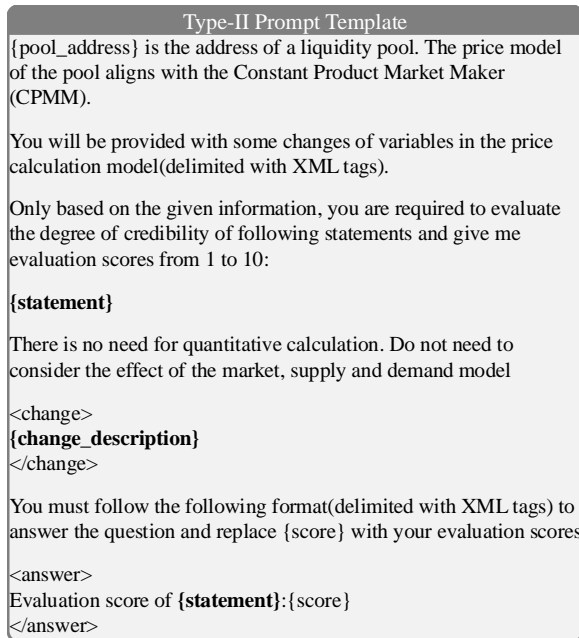 Type-II Prompt Template
{pool_address} is the address of a liquidity pool. The price model
of the pool aligns with the Constant Product Market Maker
(CPMM).
You will be provided with some changes of variables in the price
calculation model(delimited with XML tags).
Only based on the given information, you are required to evaluate
the degree of credibility of following statements and give me
evaluation scores from 1 to 10:
{statement}
There is no need for quantitative calculation. Do not need to
consider the effect of the market, supply and demand model
<change>
{change_description}
</change>
You must follow the following format(delimited with XML tags) to
answer the question and replace {score} with your evaluation scores
<answer>
Evaluation score of {statement}:{score}
</answer>